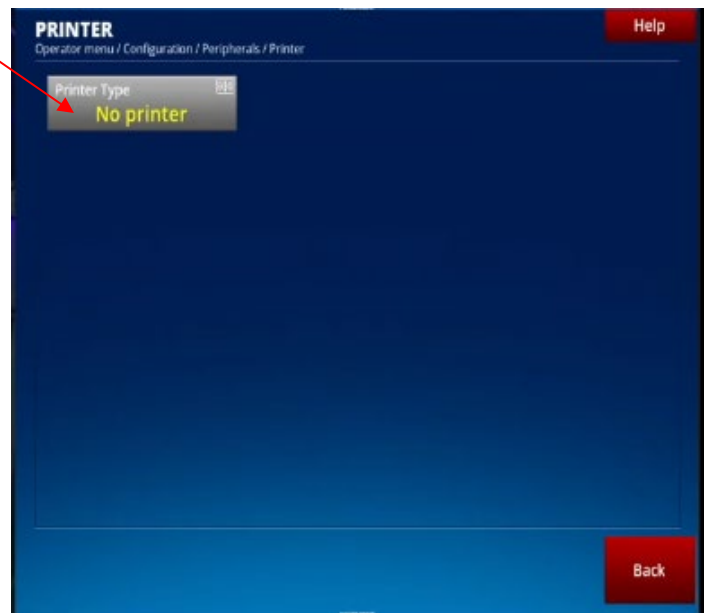 PRINTER
Help
Operator menu / Configuration / Peripherals / Printer
Printer Type
No printer
Back